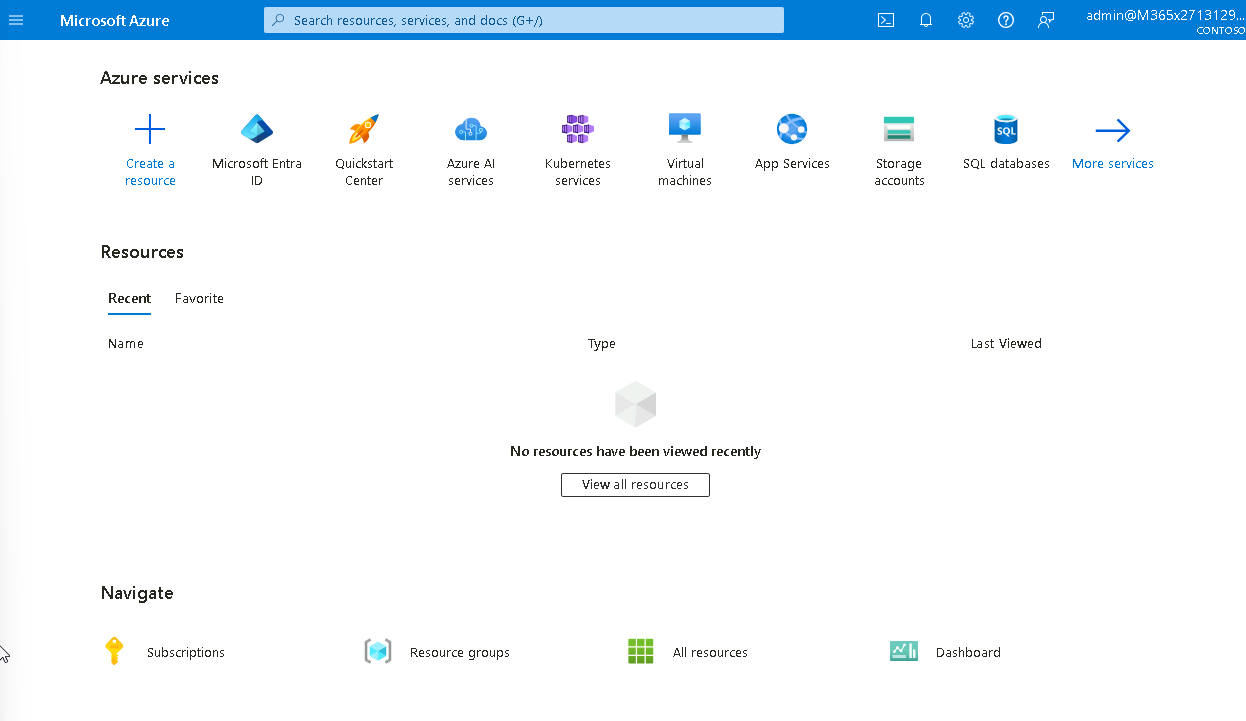 Microsoft Azure
Search resources, services, and docs (G+/)
admin@M365x2713129...
CONTOSO
Azure services
Create a
resource
Microsoft Entra
ID
Quickstart
Center
Azure AI
services
Kubernetes
services
Virtual
machines
App Services
Storage
accounts
SQL
SQL databases
More services
Resources
Recent
Favorite
Name
Type
Last Viewed
No resources have been viewed recently
View all resources
Navigate
Subscriptions
Resource groups
All resources
Dashboard